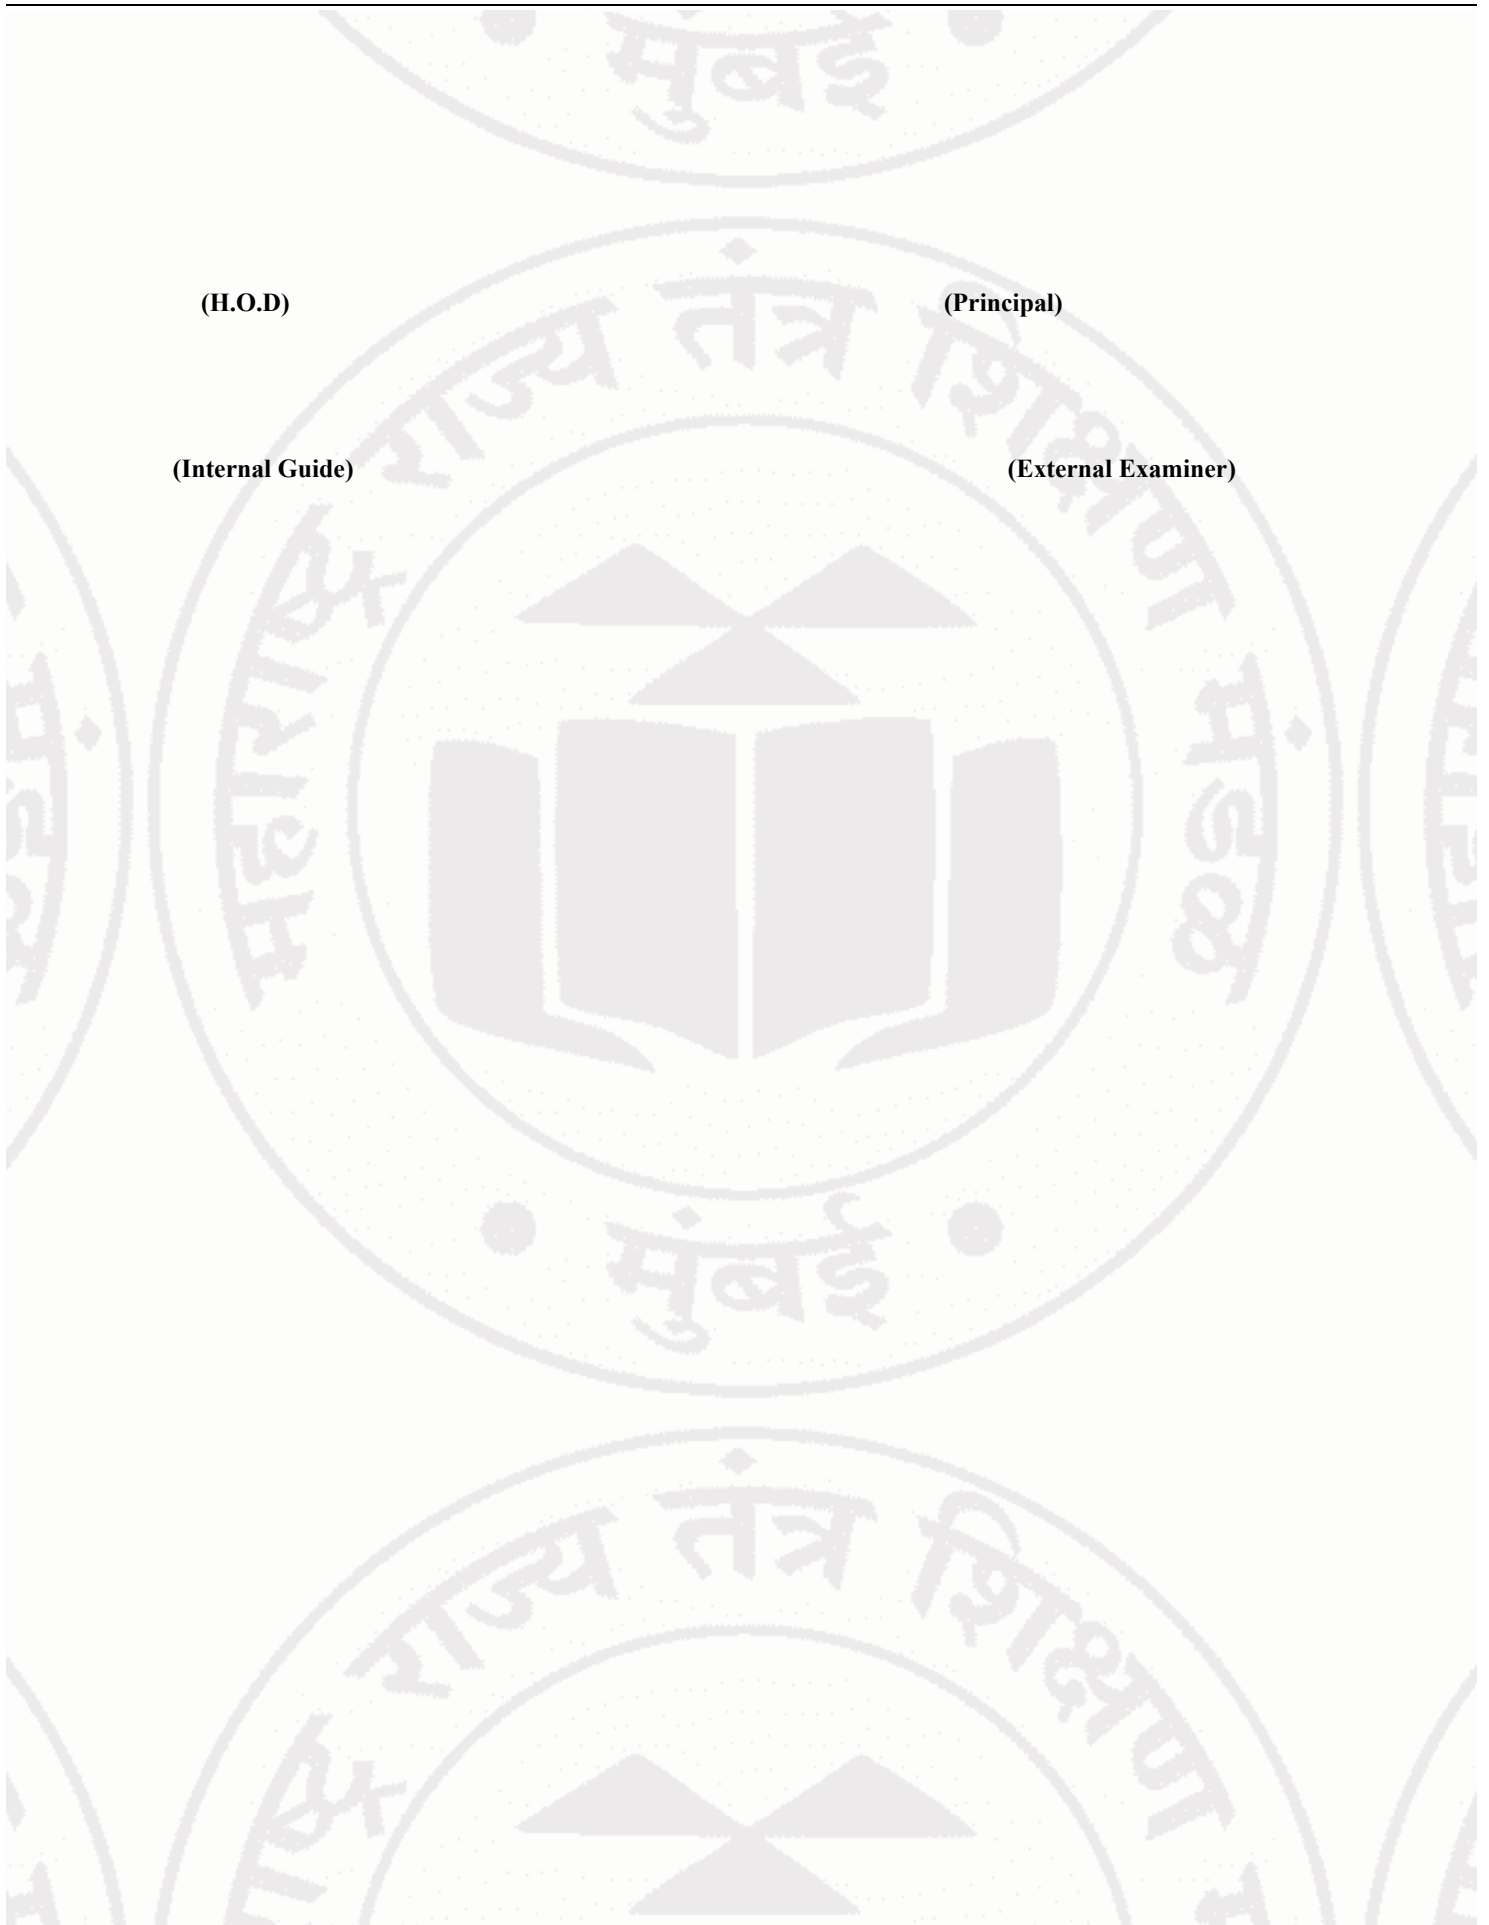 मुंबई
(H.O.D) (Principal)
(Internal Guide) (External Examiner)
महाराष्ट्र राज्य तंत्र शिक्षण मंडळ
मुंबई
राज्य तंत्र शिक्षण